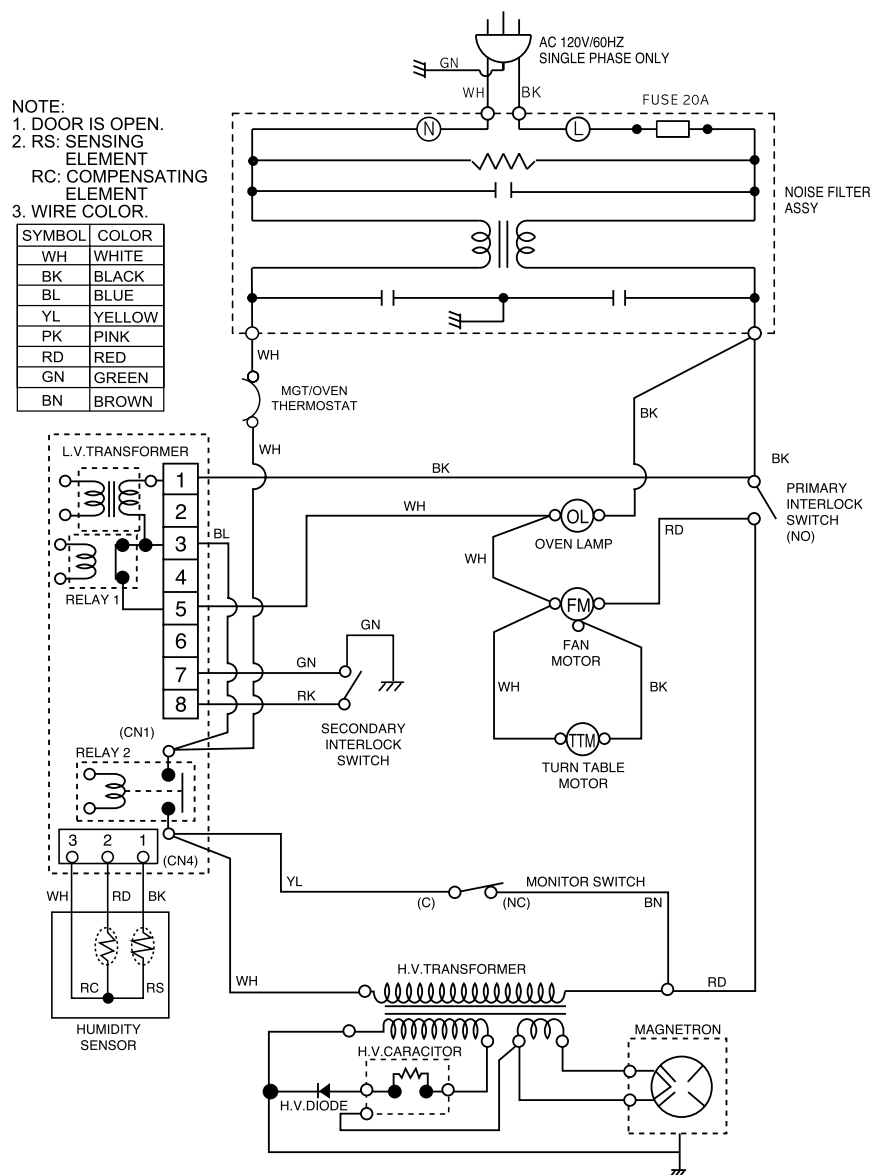 AC 120V/60HZ
SINGLE PHASE ONLY
GN
WH BK
FUSE 20A
N L
NOTE:
1. DOOR IS OPEN.
2. RS: SENSING
ELEMENT
RC: COMPENSATING
ELEMENT
3. WIRE COLOR.
SYMBOL COLOR
WH WHITE
BK BLACK
BL BLUE
YL YELLOW
PK PINK
RD RED
GN GREEN
BN BROWN
NOISE FILTER
ASSY
WH
MGT/OVEN
THERMOSTAT
WH
BK
L.V.TRANSFORMER
BK
BK
1
2
3
4
5
6
7
8
BL
WH
OL
OVEN LAMP
RD
PRIMARY
INTERLOCK
SWITCH
(NO)
RELAY 1
WH
FM
FAN
MOTOR
GN
GN
RK
SECONDARY
INTERLOCK
SWITCH
WH
BK
TTM
TURN TABLE
MOTOR
(CN1)
RELAY 2
3 2 1
(CN4)
WH RD BK
RC RS
HUMIDITY
SENSOR
YL
MONITOR SWITCH
(C) (NC)
BN
WH
H.V.TRANSFORMER
RD
H.V.CARACITOR
H.V.DIODE
MAGNETRON